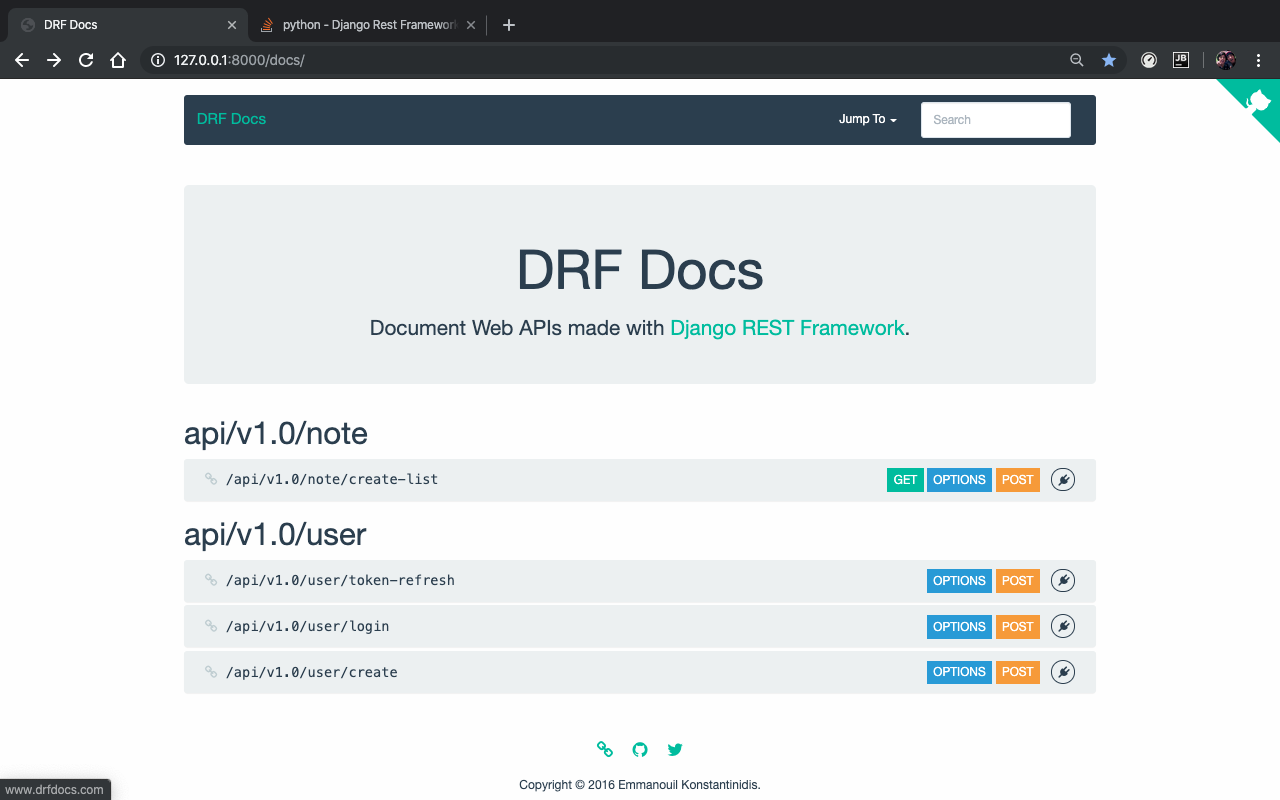 DRF Docs
python - Django Rest Framework
127.0.0.1:8000/docs/
JB
DRF Docs
Jump To
Search
DRF Docs
Document Web APIs made with Django REST Framework.
api/v1.0/note
/api/v1.0/note/create-list GET OPTIONS POST
api/v1.0/user
/api/v1.0/user/token-refresh OPTIONS POST
/api/v1.0/user/login OPTIONS POST
/api/v1.0/user/create OPTIONS POST
www.drfdocs.com
Copyright © 2016 Emmanouil Konstantinidis.